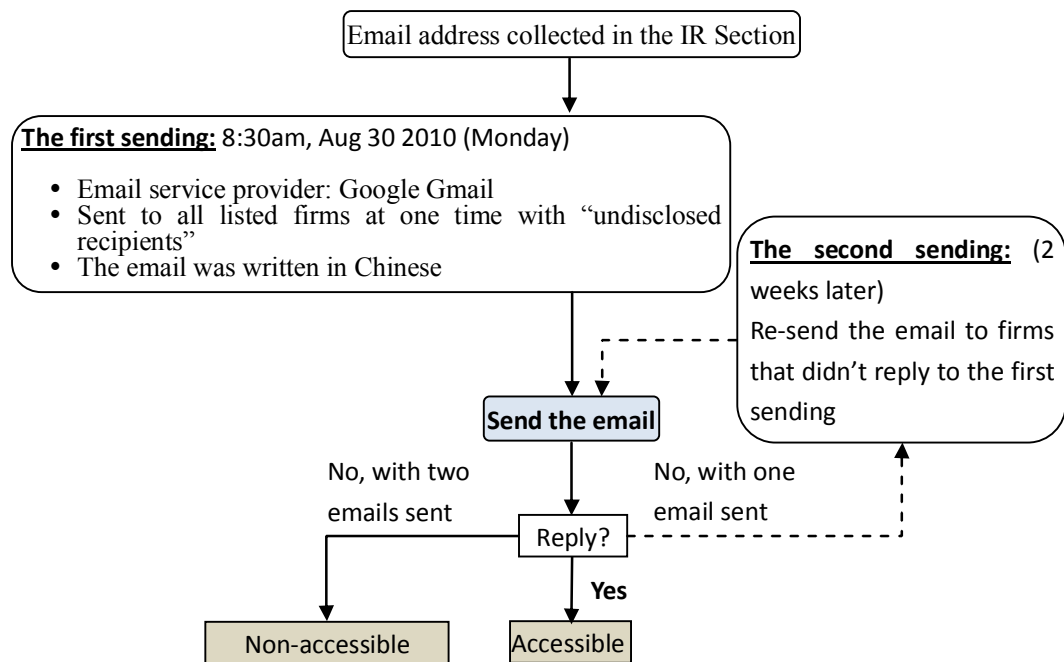 Email address collected in the IR Section
The first sending: 8:30am, Aug 30 2010 (Monday)
• Email service provider: Google Gmail
• Sent to all listed firms at one time with “undisclosed
recipients”
• The email was written in Chinese
The second sending: (2
weeks later)
Re-send the email to firms
that didn’t reply to the first
sending
Send the email
No, with two
emails sent
No, with one
email sent
Reply?
Yes
Non-accessible
Accessible